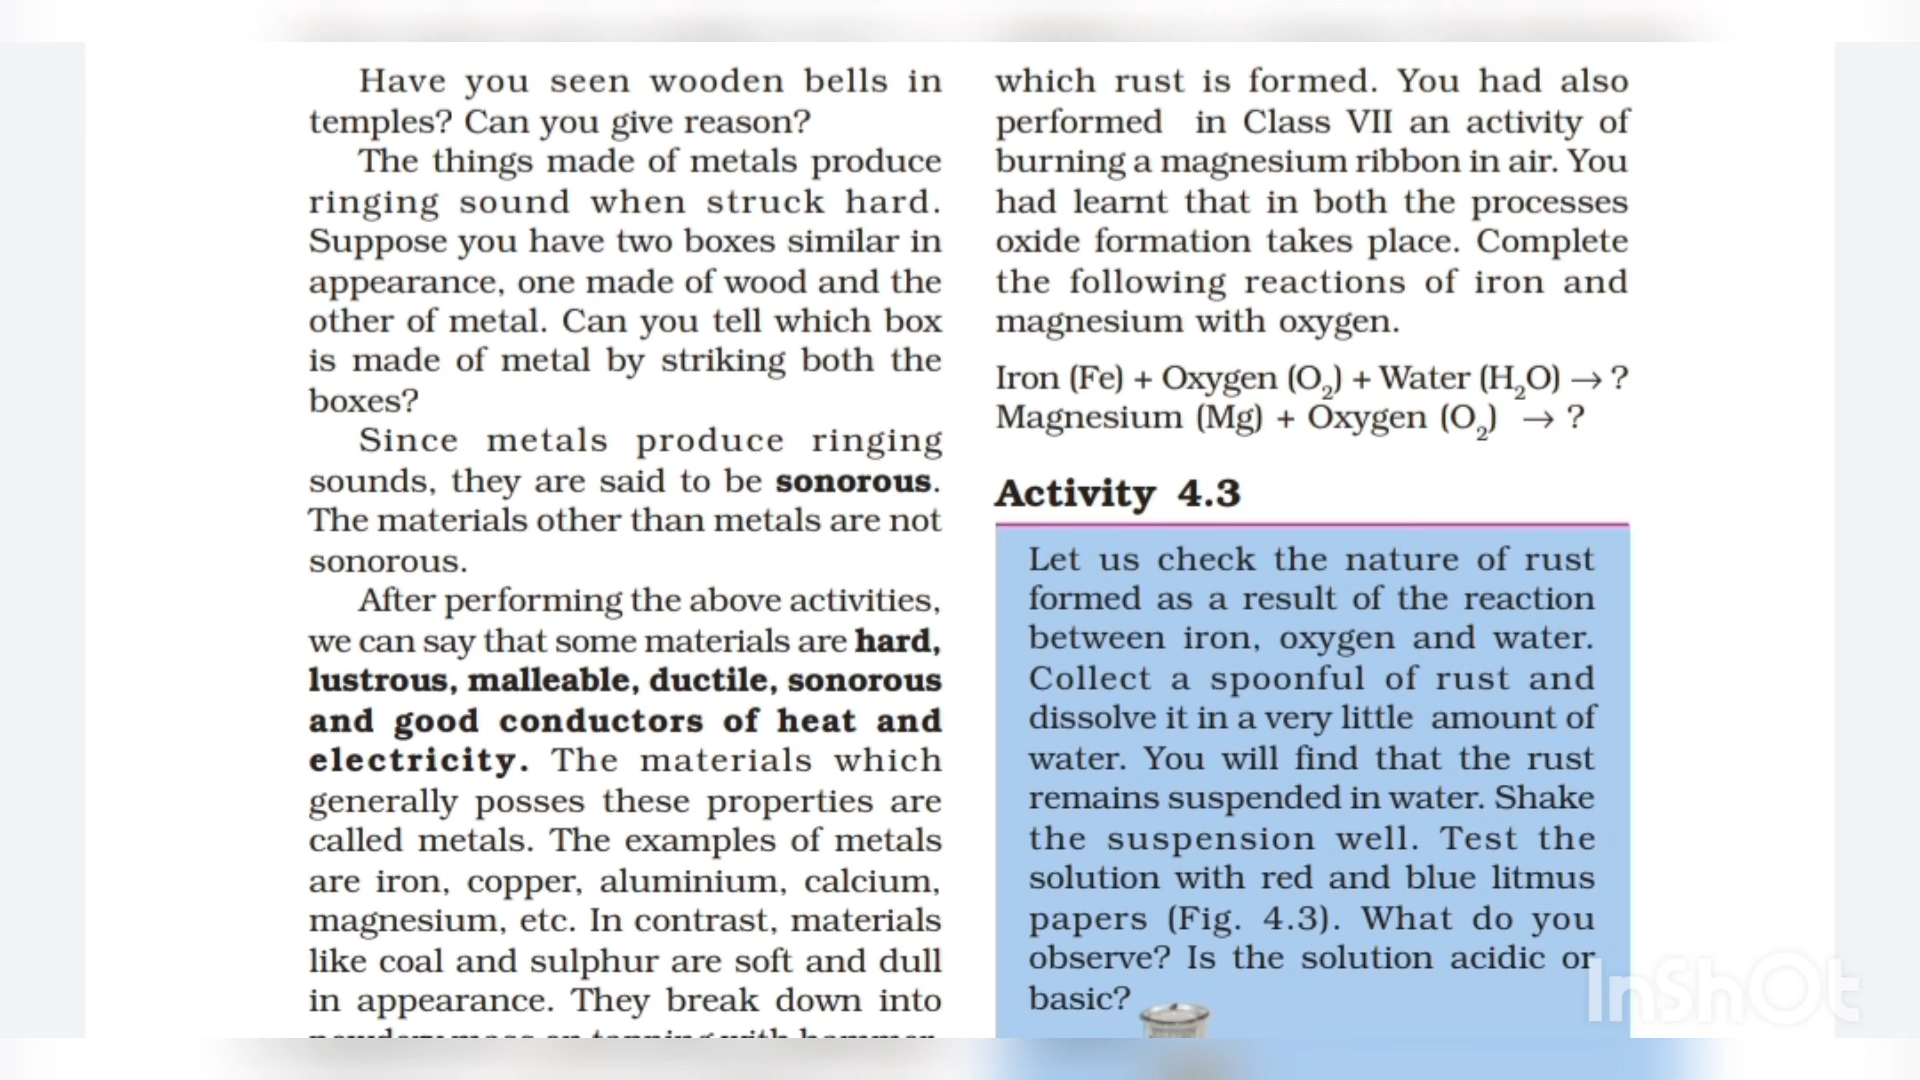 Have you seen wooden bells in
temples? Can you give reason?
The things made of metals produce
ringing sound when struck hard.
Suppose you have two boxes similar in
appearance, one made of wood and the
other of metal. Can you tell which box
is made of metal by striking both the
boxes?
Since metals produce ringing
sounds, they are said to be sonorous.
The materials other than metals are not
sonorous.
After performing the above activities,
we can say that some materials are hard,
lustrous, malleable, ductile, sonorous
and good conductors of heat and
electricity. The materials which
generally posses these properties are
called metals. The examples of metals
are iron, copper, aluminium, calcium,
magnesium, etc. In contrast, materials
like coal and sulphur are soft and dull
in appearance. They break down into
powdery mass on tapping with hammer.
which rust is formed. You had also
performed in Class VII an activity of
burning a magnesium ribbon in air. You
had learnt that in both the processes
oxide formation takes place. Complete
the following reactions of iron and
magnesium with oxygen.
Iron (Fe) + Oxygen (O₂) + Water (H₂O) → ?
Magnesium (Mg) + Oxygen (O₂) → ?
Activity 4.3
Let us check the nature of rust
formed as a result of the reaction
between iron, oxygen and water.
Collect a spoonful of rust and
dissolve it in a very little amount of
water. You will find that the rust
remains suspended in water. Shake
the suspension well. Test the
solution with red and blue litmus
papers (Fig. 4.3). What do you
observe? Is the solution acidic or
basic?
InShOt